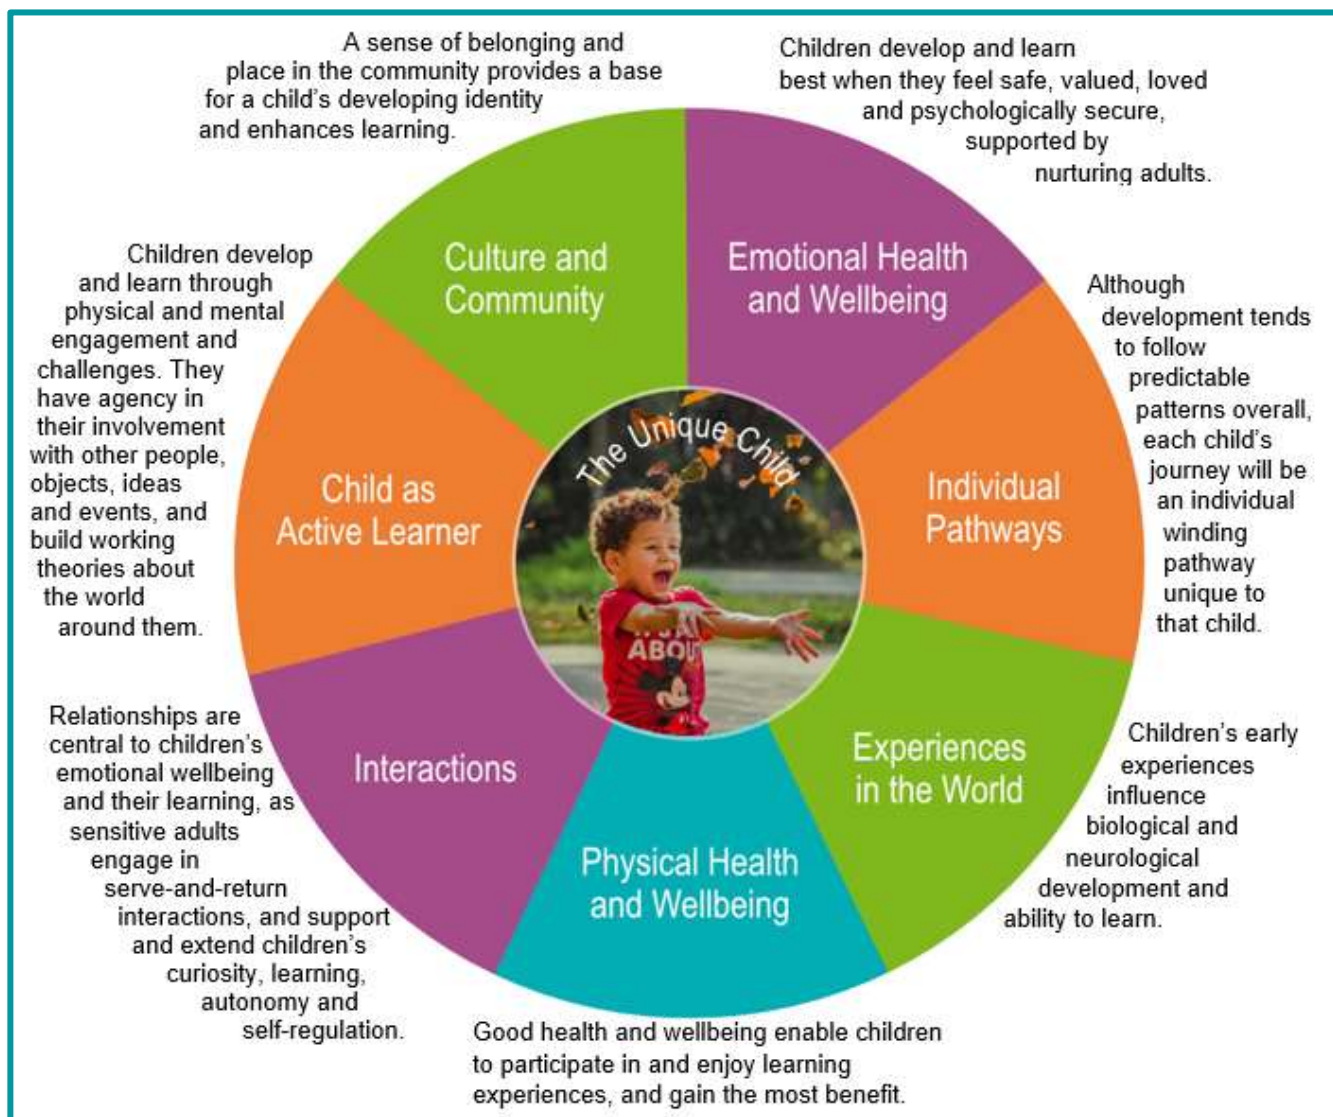 A sense of belonging and
place in the community provides a base
for a child's developing identity
and enhances learning.
Children develop and learn
best when they feel safe, valued, loved
and psychologically secure,
supported by
nurturing adults.
Culture and
Community
Emotional Health
and Wellbeing
Children develop
and learn through
physical and mental
engagement and
challenges. They
have agency in
their involvement
with other people,
objects, ideas
and events, and
build working
theories about
the world
around them.
Child as
Active Learner
The Unique Child
ABOU
Individual
Pathways
Although
development tends
to follow
predictable
patterns overall,
each child's
journey will be
an individual
winding
pathway
unique to
that child.
Relationships are
central to children's
emotional wellbeing
and their learning, as
sensitive adults
engage in
serve-and-return
interactions, and support
and extend children's
curiosity, learning,
autonomy and
self-regulation.
Interactions
Physical Health
and Wellbeing
Experiences
in the World
Children's early
experiences
influence
biological and
neurological
development and
ability to learn.
Good health and wellbeing enable children
to participate in and enjoy learning
experiences, and gain the most benefit.